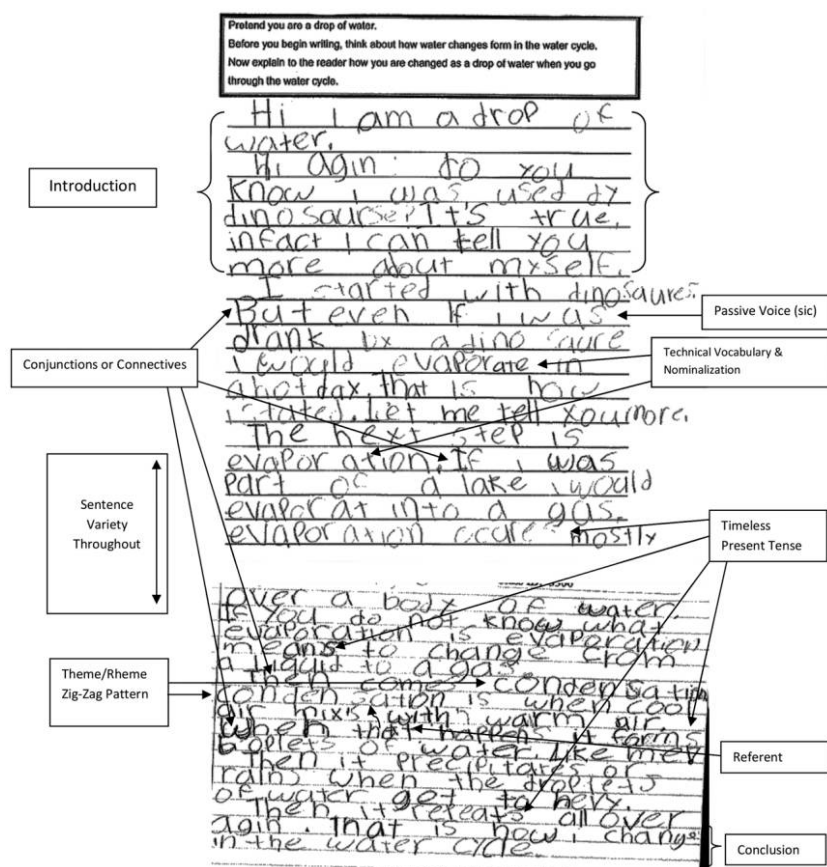 Pretend you are a drop of water.
Before you begin writing, think about how water changes form in the water cycle.
Now explain to the reader how you are changed as a drop of water when you go
through the water cycle.
Hi i am a drop of
water.
Hi agin. do you
know i was used dy
dinosaurse? It's true.
infact i can tell you
more about myself.
Introduction
I started with dinosaures.
But even if i was
Passive Voice (sic)
drank by a dino saure
i would evaporate in
Conjunctions or Connectives
Technical Vocabulary &
Nominalization
a hot day. that is how
i stated. Let me tell you more.
The next step is
evaporation. If i was
part of a lake i would
evaporat into a gas.
evaporation occures mostly
Sentence
Variety
Throughout
Timeless
Present Tense
over a body of water.
If you do not know what
evaporation is evaporation
means to change from
a liquid to a gas.
Then comes condensation
Theme/Rheme
Zig-Zag Pattern
condensation is when cool
air mix's with warm air.
When that happens it forms
droplets of water. Like me!
Referent
Then it precipitates or
rains when the droplets
of water get to hevy.
Then it repeats all over
agin. That is how i change
in the water cycle.
Conclusion